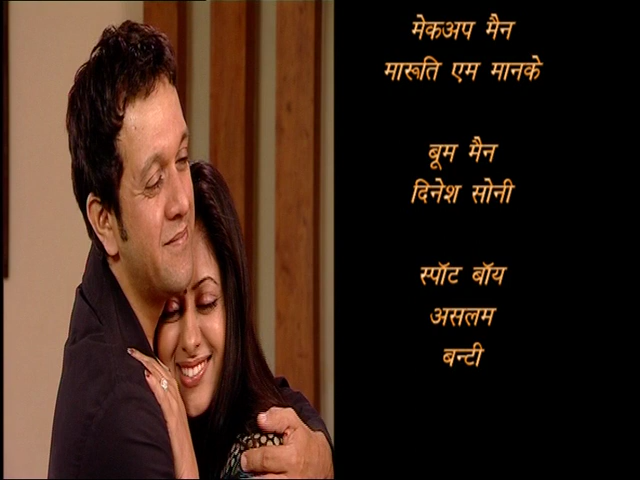 मेकअप मैन
मारूति एम मानके
बूम मैन
दिनेश सोनी
स्पॉट बॉय
असलम
बन्टी